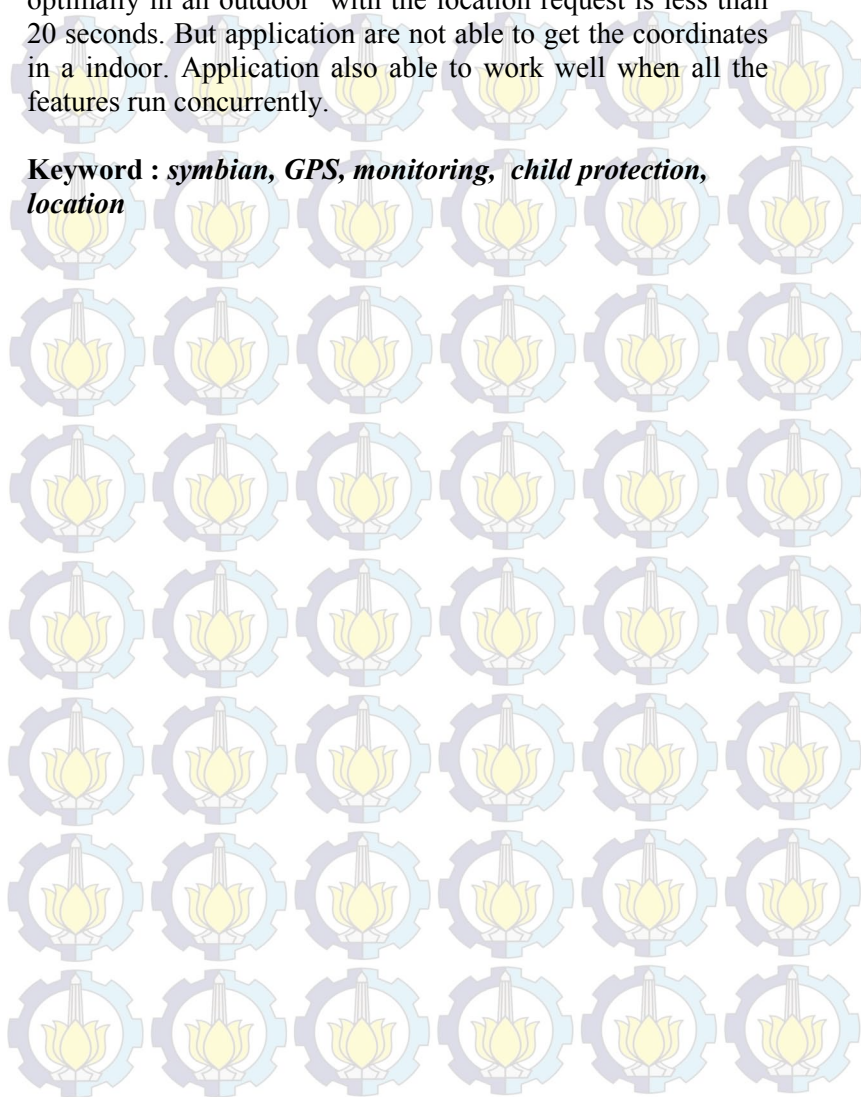 optimally in an outdoor with the location request is less than
20 seconds. But application are not able to get the coordinates
in a indoor. Application also able to work well when all the
features run concurrently.
Keyword : symbian, GPS, monitoring, child protection,
location